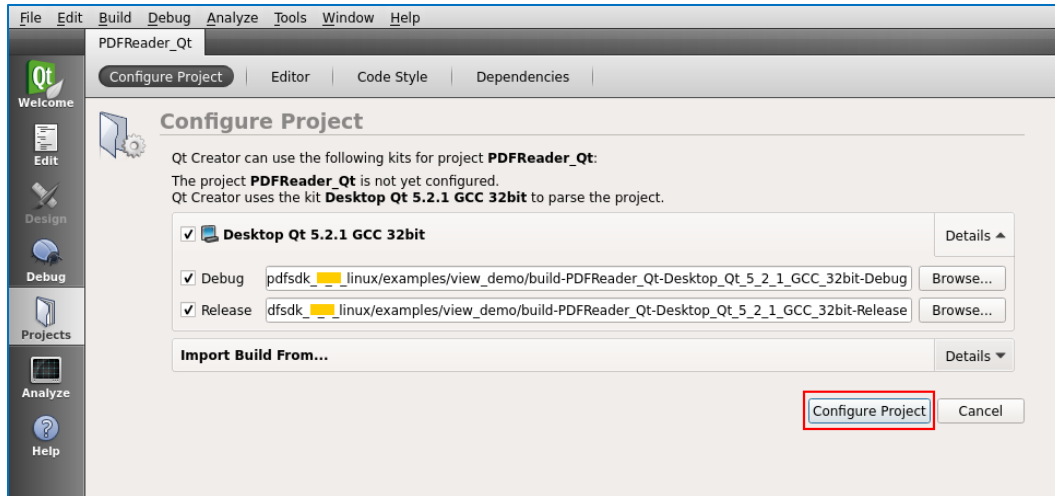 File Edit Build Debug Analyze Tools Window Help
PDFReader_Qt
Configure Project Editor Code Style Dependencies
Qt
Welcome
Edit
Design
Debug
Projects
Analyze
Help
Configure Project
Qt Creator can use the following kits for project PDFReader_Qt:
The project PDFReader_Qt is not yet configured.
Qt Creator uses the kit Desktop Qt 5.2.1 GCC 32bit to parse the project.
Desktop Qt 5.2.1 GCC 32bit Details
Debug pdfsdk_ _linux/examples/view_demo/build-PDFReader_Qt-Desktop_Qt_5_2_1_GCC_32bit-Debug Browse...
Release dfsdk_ _linux/examples/view_demo/build-PDFReader_Qt-Desktop_Qt_5_2_1_GCC_32bit-Release Browse...
Import Build From... Details
Configure Project Cancel